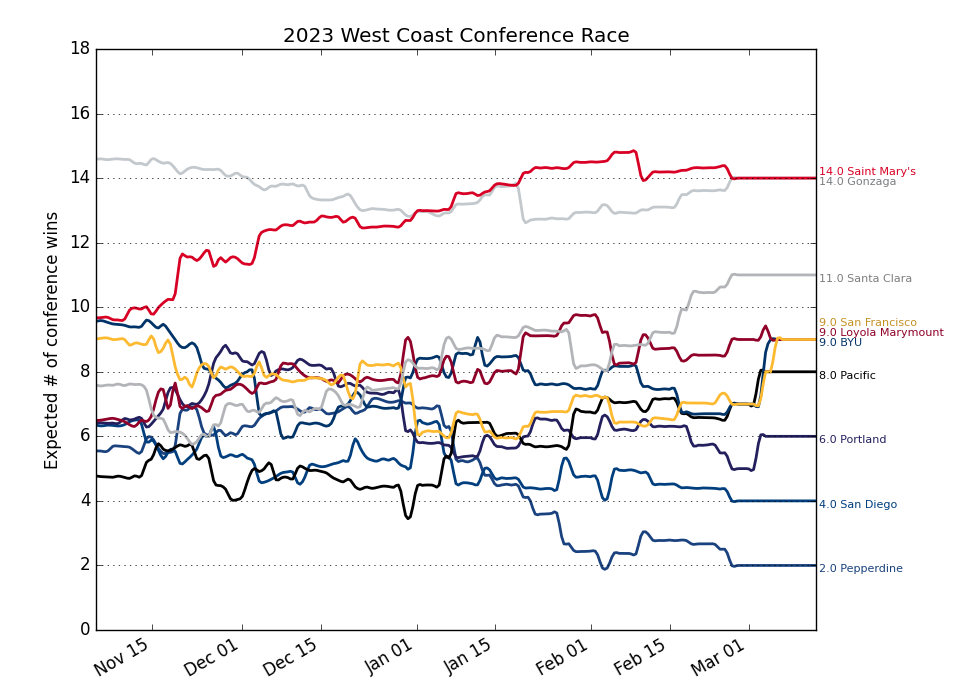 2023 West Coast Conference Race
Expected # of conference wins
18
16
14
12
10
8
6
4
2
0
14.0 Saint Mary's
14.0 Gonzaga
11.0 Santa Clara
9.0 San Francisco
9.0 Loyola Marymount
9.0 BYU
8.0 Pacific
6.0 Portland
4.0 San Diego
2.0 Pepperdine
Nov 15
Dec 01
Dec 15
Jan 01
Jan 15
Feb 01
Feb 15
Mar 01